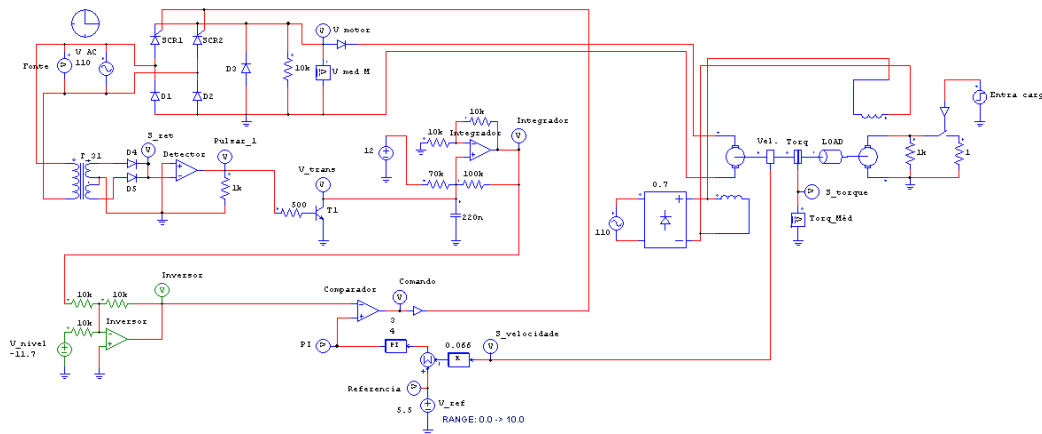 V motor
SCR1
SCR2
V AC
110
Fonte
D3
10k
V med M
D1
D2
S_ret
Pulsar_1
D4
Detector
D5
1k
500
V_trans
T1
12
10k
10k
Integrador
Integrador
70k
100k
220n
Entra carg
Vel.
Torq
LOAD
1k
1
S_torque
Torq_Méd
0.7
110
10k
10k
10k
Inversor
Inversor
V_nivel
-11.7
Comparador
Comando
3
4
PI
PI
0.066
K
S_velocidade
Referencia
5.5
V_ref
RANGE: 0.0 -> 10.0